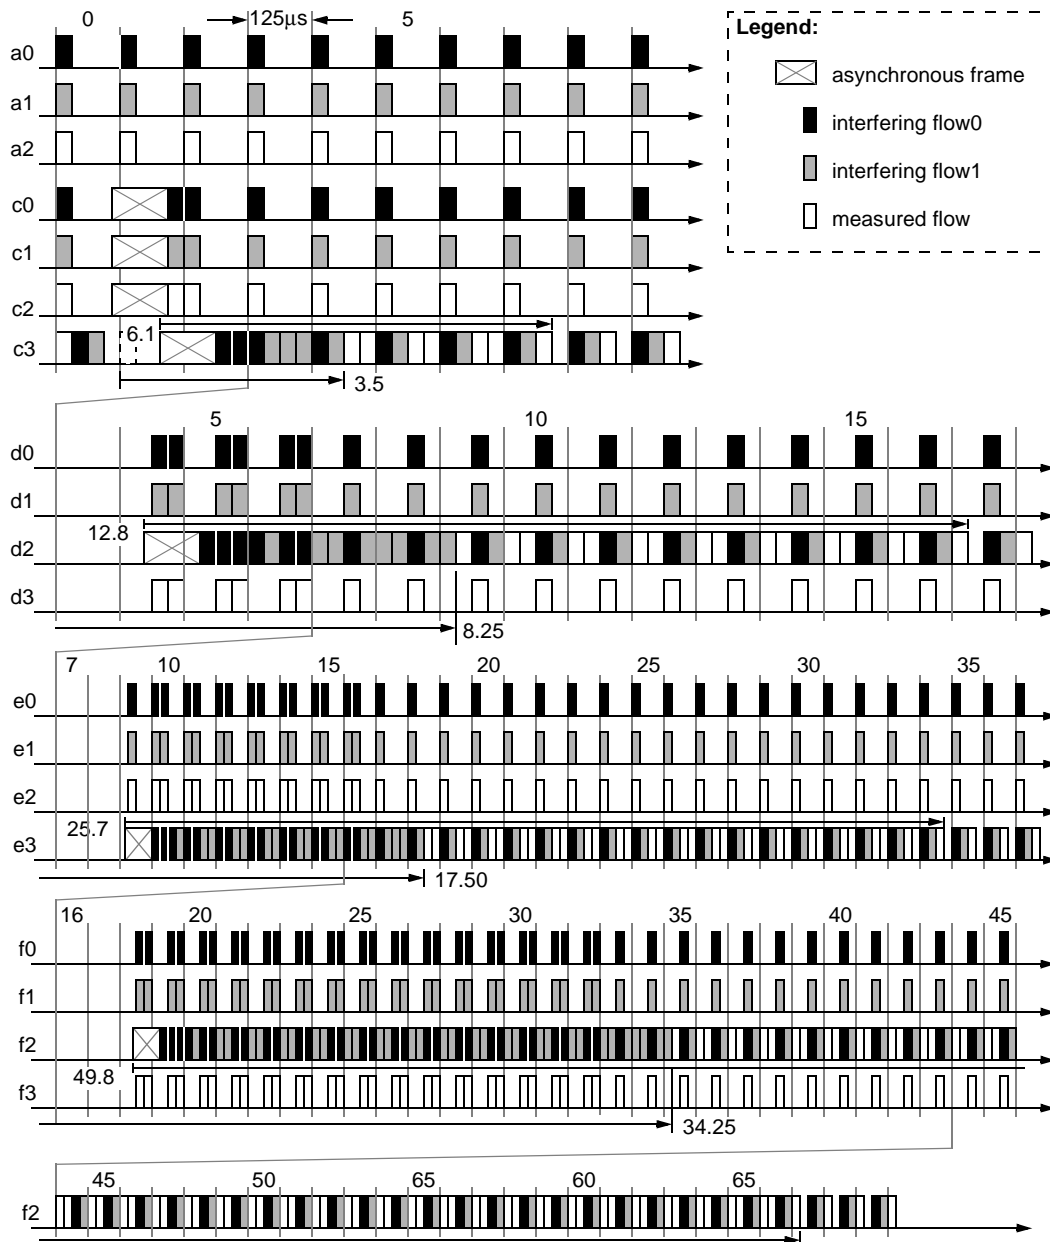 0 125μs 5
Legend:
a0
asynchronous frame
a1
interfering flow0
a2
interfering flow1
c0
measured flow
c1
c2
6.1
c3
3.5
5 10 15
d0
d1
12.8
d2
d3
8.25
7 10 15 20 25 30 35
e0
e1
e2
25.7
e3
17.50
16 20 25 30 35 40 45
f0
f1
f2
49.8
f3
34.25
45 50 65 60 65
f2